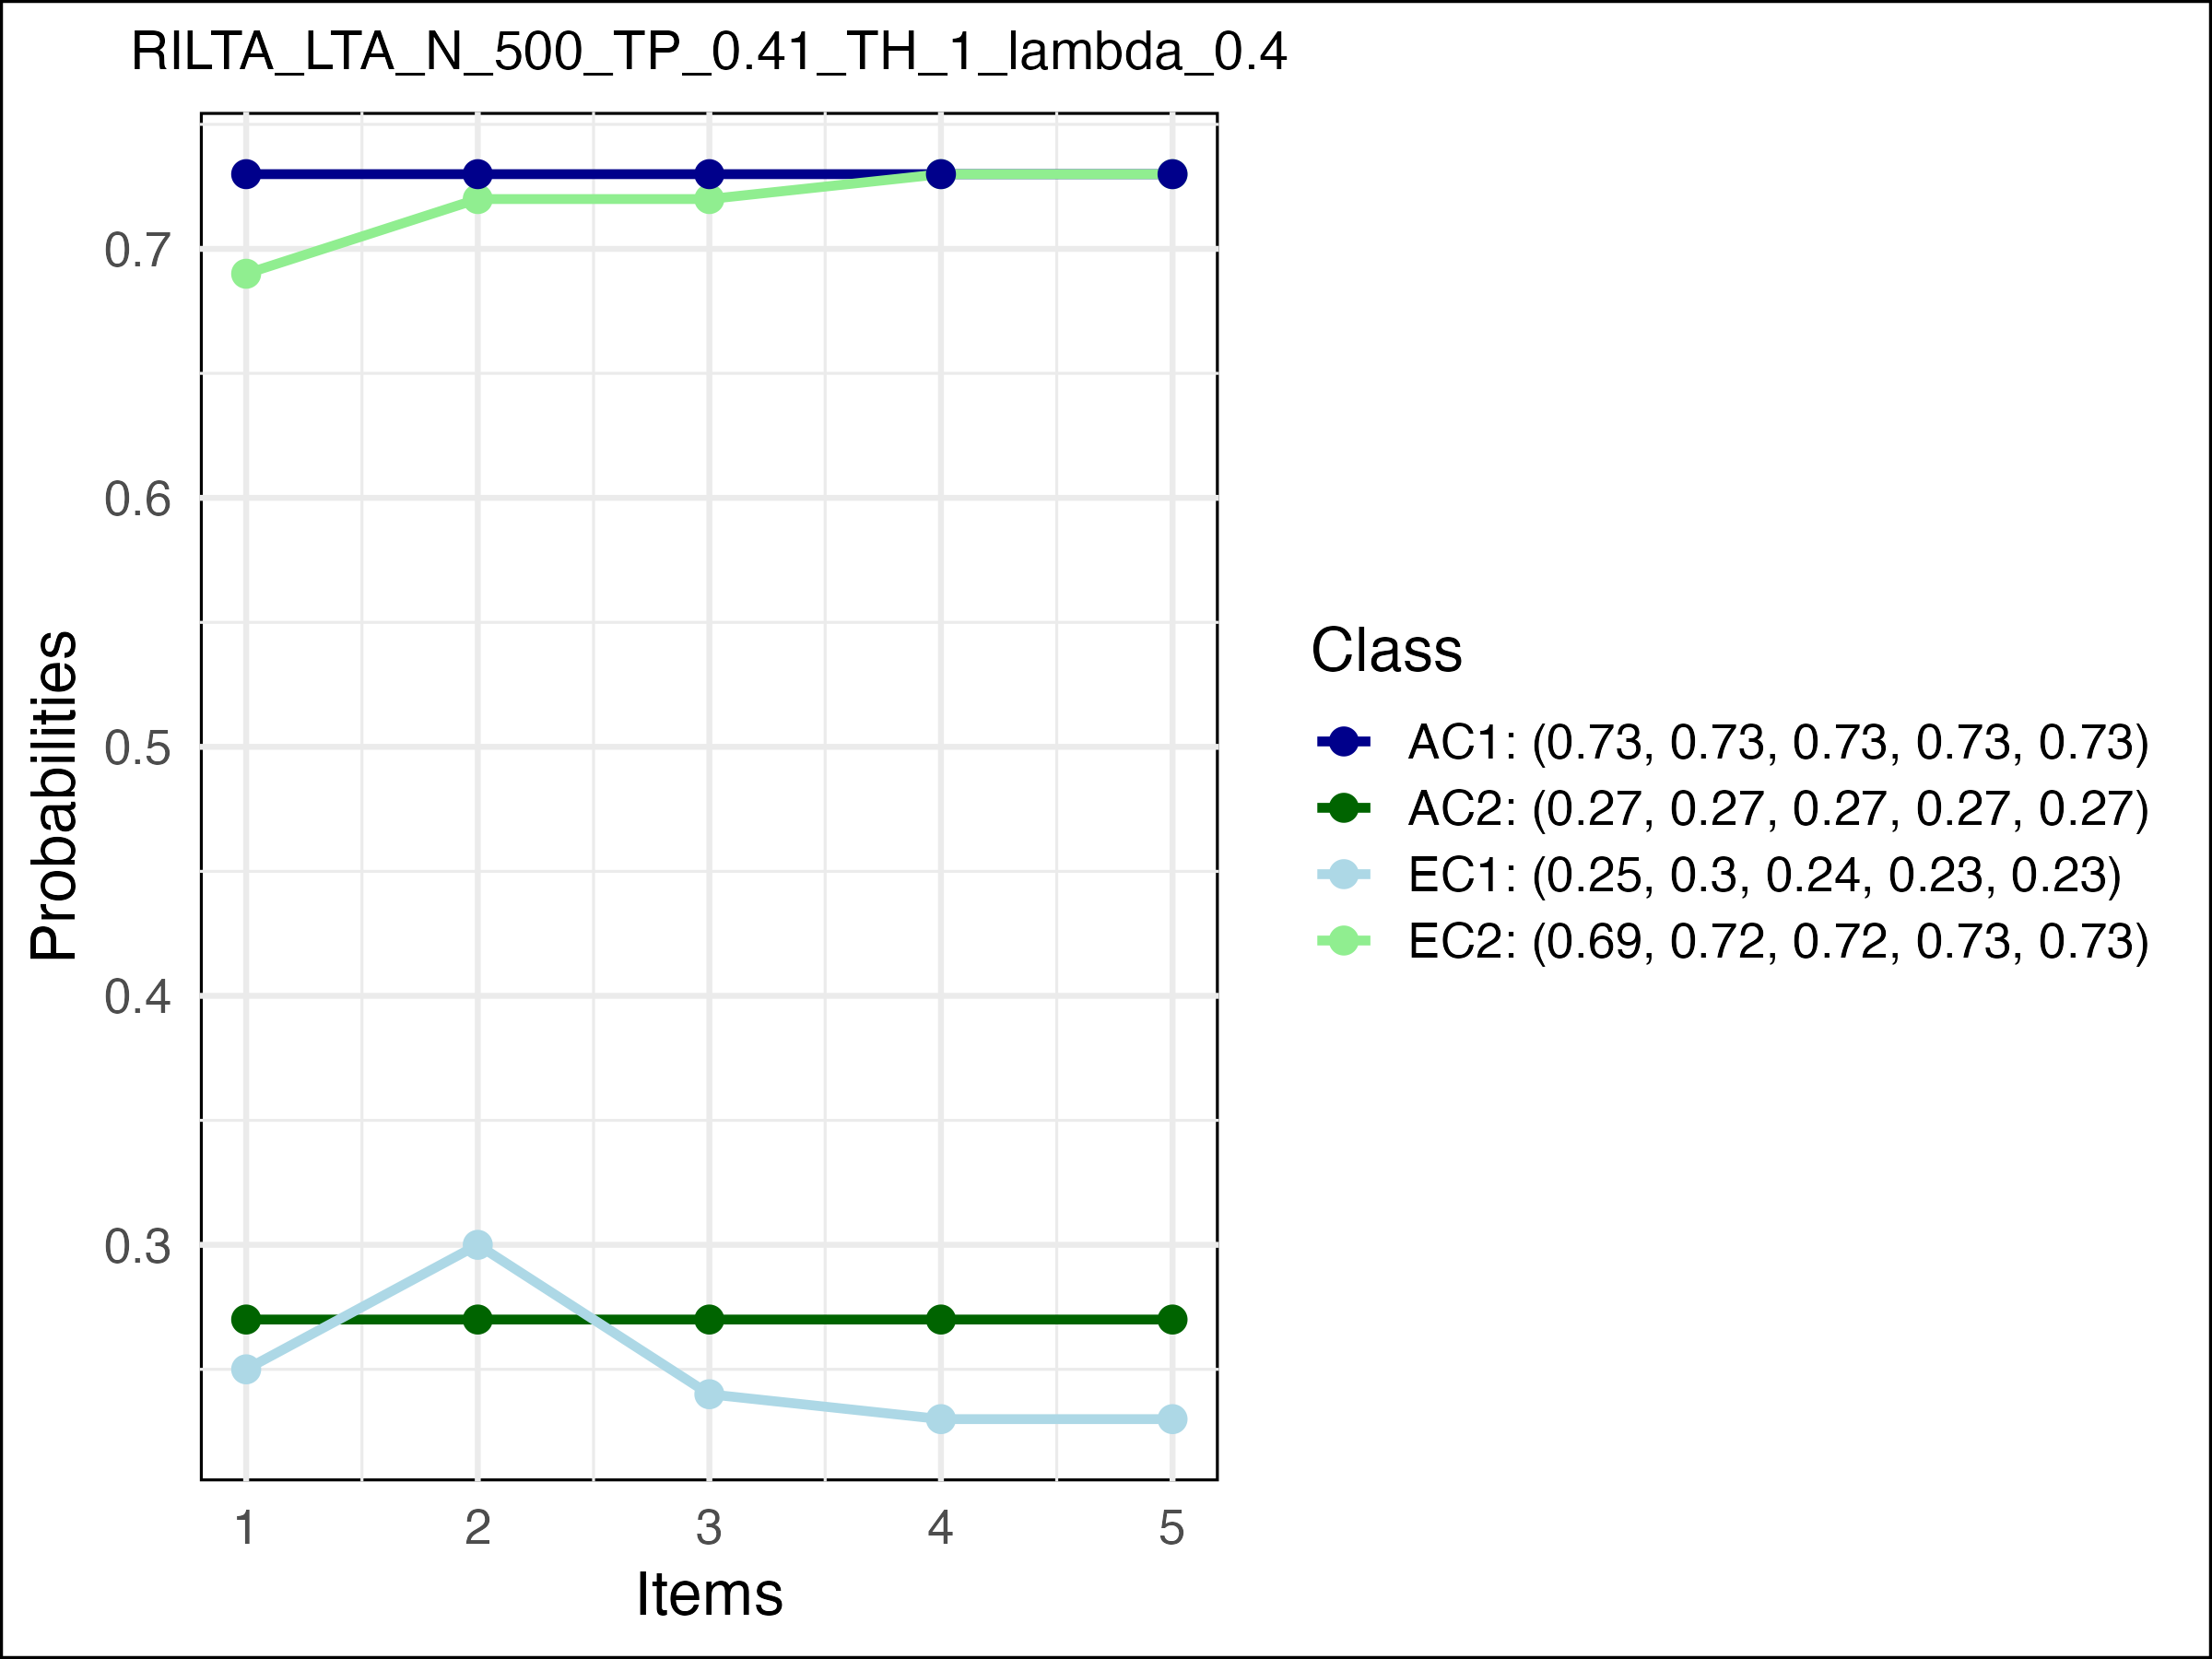 RILTA_LTA_N_500_TP_0.41_TH_1_lambda_0.4
0.7
0.6
0.5
0.4
0.3
Probabilities
1 2 3 4 5
Items
Class
AC1: (0.73, 0.73, 0.73, 0.73, 0.73)
AC2: (0.27, 0.27, 0.27, 0.27, 0.27)
EC1: (0.25, 0.3, 0.24, 0.23, 0.23)
EC2: (0.69, 0.72, 0.72, 0.73, 0.73)